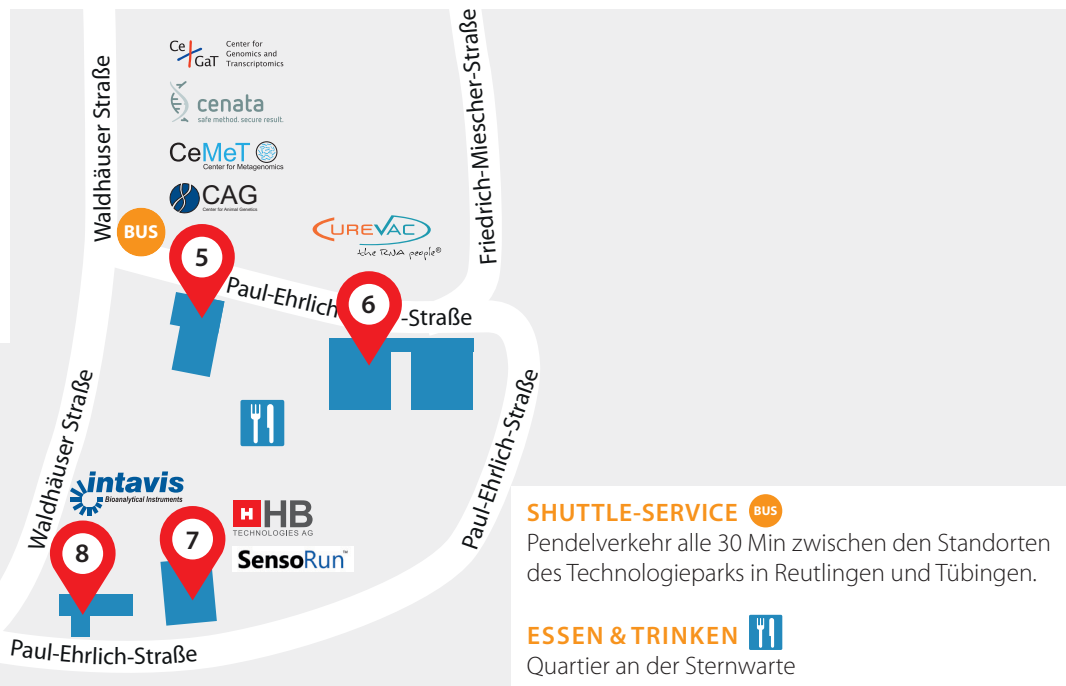 Waldhäuser Straße
Friedrich-Miescher-Straße
Ce
GaT
Center for
Genomics and
Transcriptomics
cenata
safe method. secure result.
CeMeT
Center for Metagenomics
CAG
Center for Animal Genetics
BUS
CUREVAC
the RNA people®
5
6
Paul-Ehrlich -Straße
Waldhäuser Straße
Paul-Ehrlich-Straße
intavis
Bioanalytical Instruments
H HB
TECHNOLOGIES AG
SensoRun™
7
8
Paul-Ehrlich-Straße
SHUTTLE-SERVICE BUS
Pendelverkehr alle 30 Min zwischen den Standorten
des Technologieparks in Reutlingen und Tübingen.
ESSEN & TRINKEN
Quartier an der Sternwarte